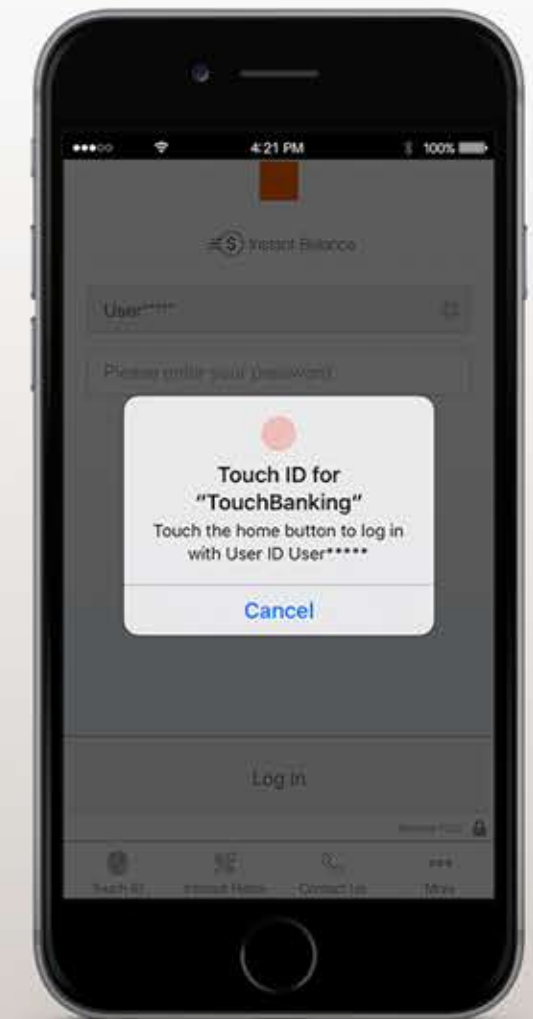 4:21 PM
100%
Instant Balance
User*****
Please enter your password
Touch ID for
"TouchBanking"
Touch the home button to log in
with User ID User*****
Cancel
Log in
Touch ID
Contact Us
More